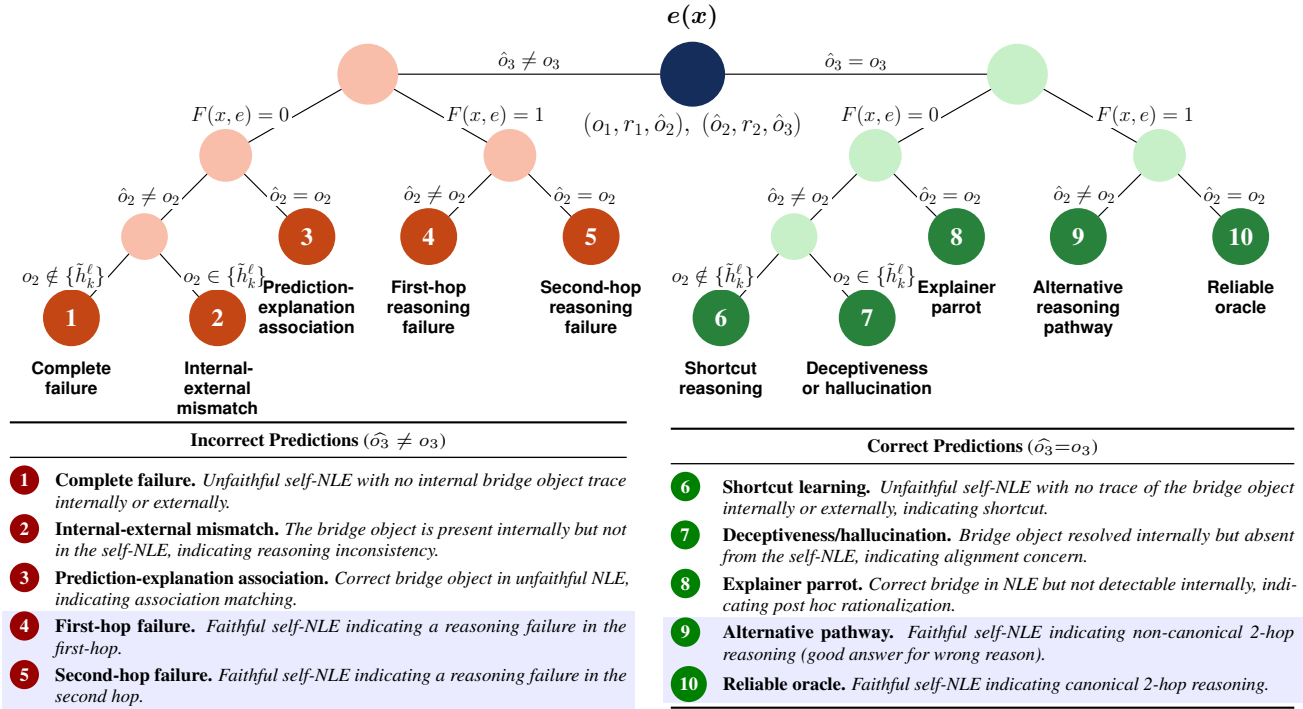 e(x)
ô₃ ≠ o₃
ô₃ = o₃
F(x, e) = 0
F(x, e) = 1
(o₁, r₁, ô₂), (ô₂, r₂, ô₃)
F(x, e) = 0
F(x, e) = 1
ô₂ ≠ o₂
ô₂ = o₂
ô₂ ≠ o₂
ô₂ = o₂
ô₂ ≠ o₂
ô₂ = o₂
ô₂ ≠ o₂
ô₂ = o₂
3
4
5
8
9
10
o₂ ∉ {h̃ₖ^ℓ}
o₂ ∈ {h̃ₖ^ℓ}
Prediction-
explanation
association
First-hop
reasoning
failure
Second-hop
reasoning
failure
o₂ ∉ {h̃ₖ^ℓ}
o₂ ∈ {h̃ₖ^ℓ}
Explainer
parrot
Alternative
reasoning
pathway
Reliable
oracle
1
2
6
7
Complete
failure
Internal-
external
mismatch
Shortcut
reasoning
Deceptiveness
or hallucination
Incorrect Predictions (ô₃ ≠ o₃)
1 Complete failure. Unfaithful self-NLE with no internal bridge object trace
internally or externally.
2 Internal-external mismatch. The bridge object is present internally but not
in the self-NLE, indicating reasoning inconsistency.
3 Prediction-explanation association. Correct bridge object in unfaithful NLE,
indicating association matching.
4 First-hop failure. Faithful self-NLE indicating a reasoning failure in the
first-hop.
5 Second-hop failure. Faithful self-NLE indicating a reasoning failure in the
second hop.
Correct Predictions (ô₃=o₃)
6 Shortcut learning. Unfaithful self-NLE with no trace of the bridge object
internally or externally, indicating shortcut.
7 Deceptiveness/hallucination. Bridge object resolved internally but absent
from the self-NLE, indicating alignment concern.
8 Explainer parrot. Correct bridge in NLE but not detectable internally, indi-
cating post hoc rationalization.
9 Alternative pathway. Faithful self-NLE indicating non-canonical 2-hop
reasoning (good answer for wrong reason).
10 Reliable oracle. Faithful self-NLE indicating canonical 2-hop reasoning.